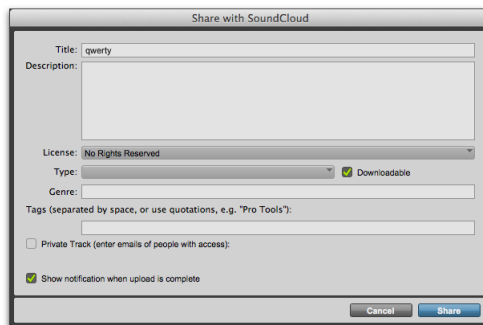 Share with SoundCloud
Title: qwerty
Description:
License: No Rights Reserved
Type: Downloadable
Genre:
Tags (separated by space, or use quotations, e.g. "Pro Tools"):
Private Track (enter emails of people with access):
Show notification when upload is complete
Cancel Share